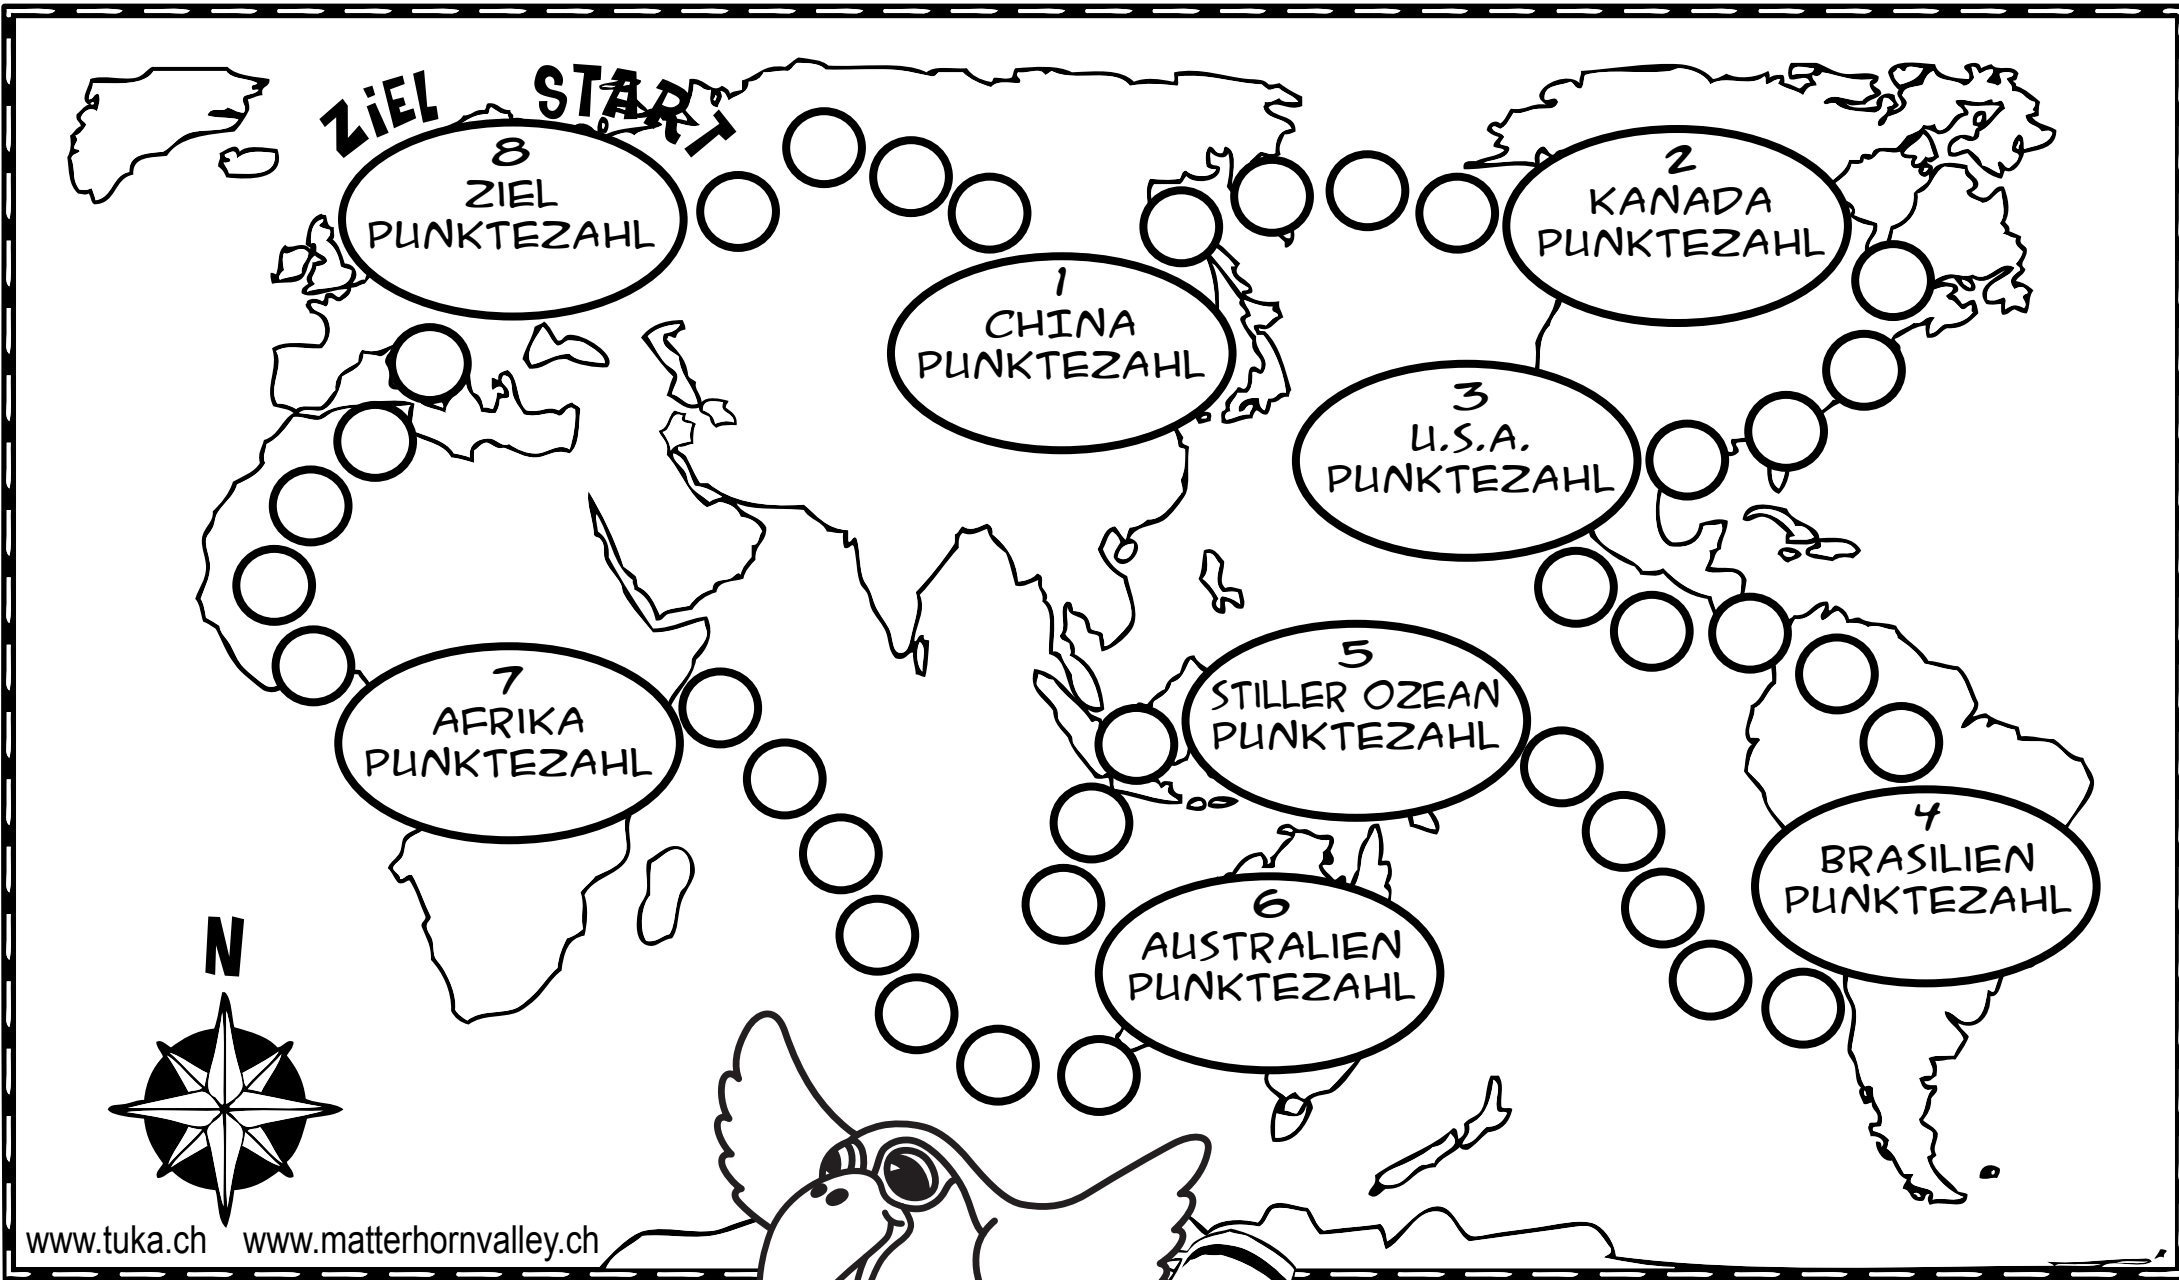 ZiEL START
8
ZIEL
PUNKTEZAHL
1
CHINA
PUNKTEZAHL
2
KANADA
PUNKTEZAHL
3
U.S.A.
PUNKTEZAHL
4
BRASILIEN
PUNKTEZAHL
5
STILLER OZEAN
PUNKTEZAHL
6
AUSTRALIEN
PUNKTEZAHL
7
AFRIKA
PUNKTEZAHL
N
www.tuka.ch www.matterhornvalley.ch